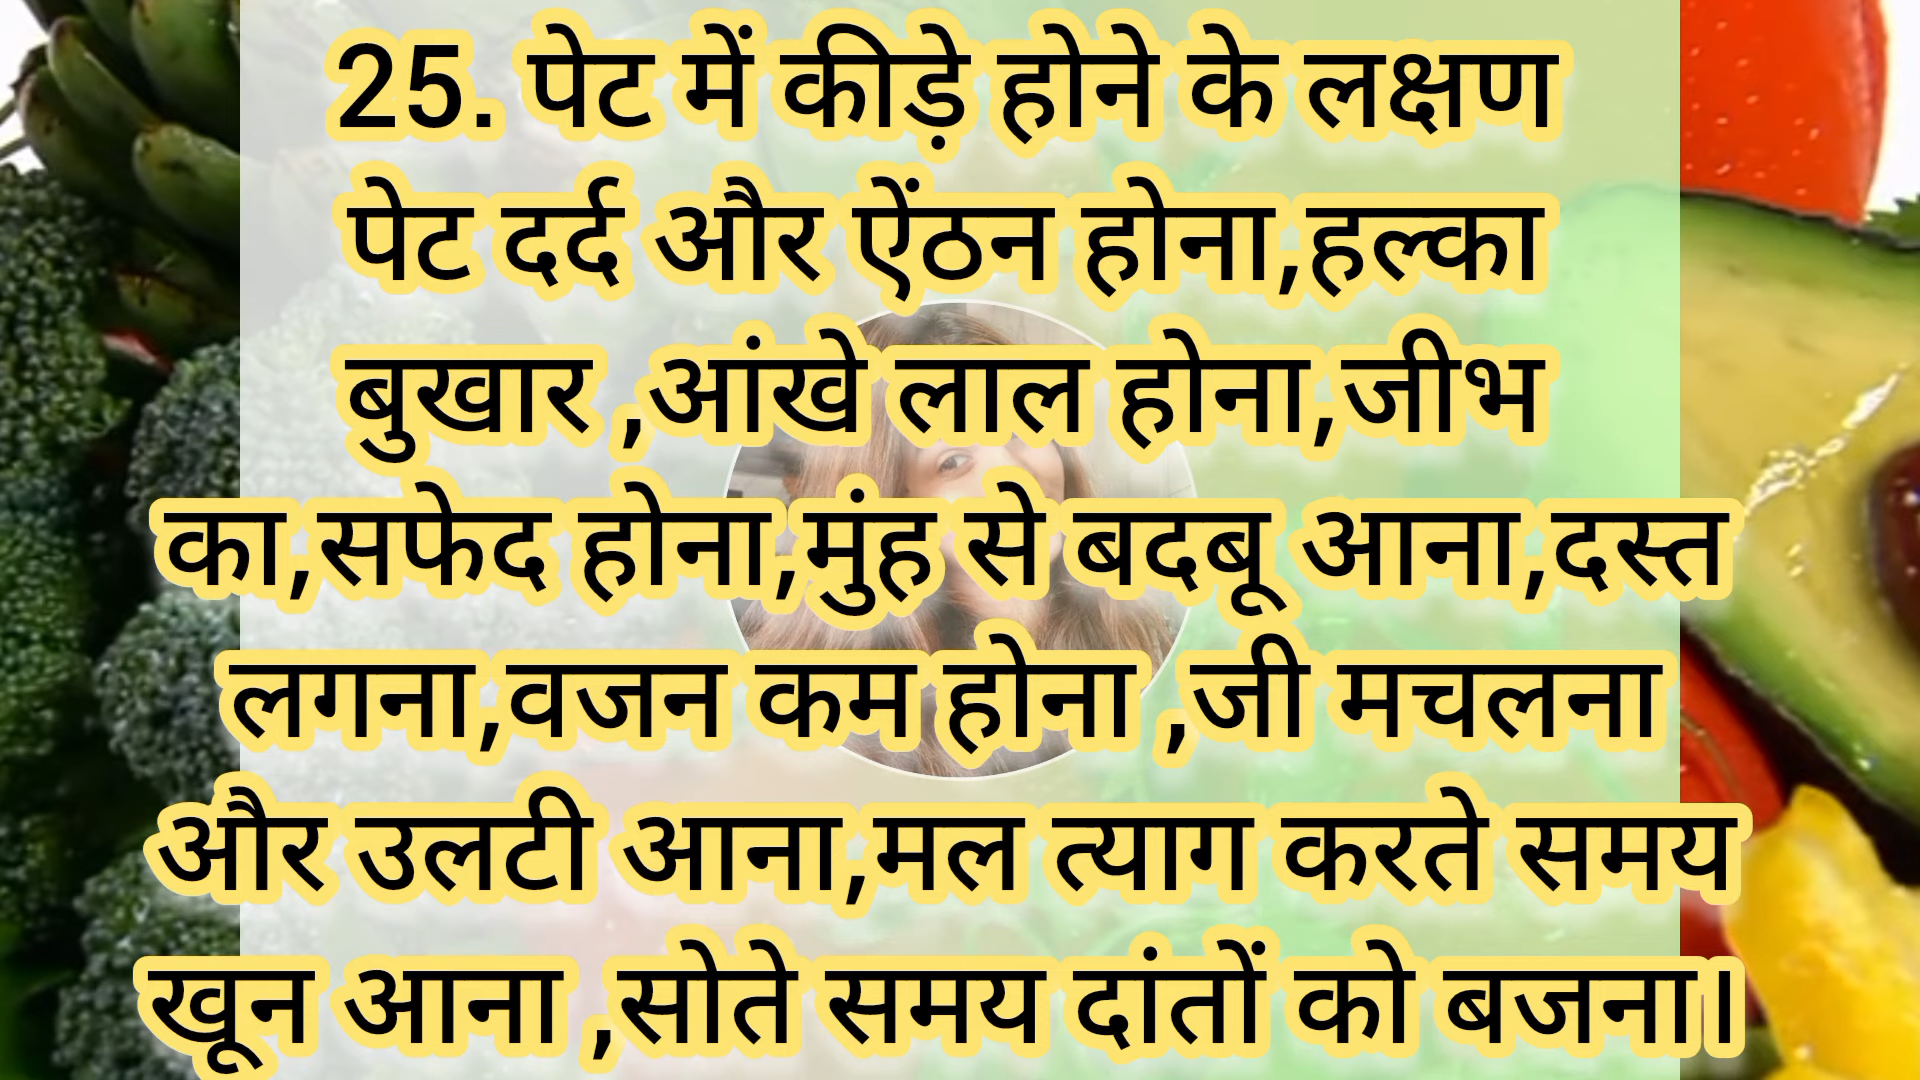 25. पेट में कीड़े होने के लक्षण
पेट दर्द और ऐंठन होना,हल्का
बुखार ,आंखे लाल होना,जीभ
का,सफेद होना,मुंह से बदबू आना,दस्त
लगना,वजन कम होना ,जी मचलना
और उलटी आना,मल त्याग करते समय
खून आना ,सोते समय दांतों को बजना।